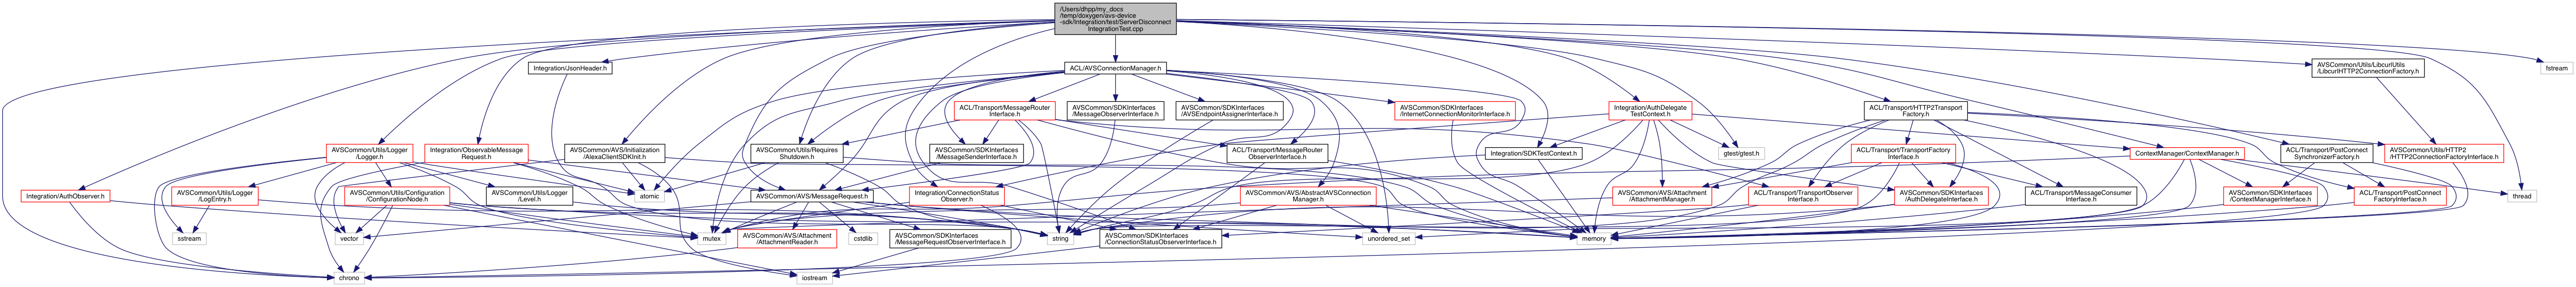 /Users/dhpp/my_docs
/temp/doxygen/avs-device
-sdk/Integration/test/ServerDisconnect
IntegrationTest.cpp
Integration/JsonHeader.h
ACL/AVSConnectionManager.h
AVSCommon/Utils/LibcurlUtils
/LibcurlHTTP2ConnectionFactory.h
fstream
ACL/Transport/MessageRouter
Interface.h
AVSCommon/SDKInterfaces
/MessageObserverInterface.h
AVSCommon/SDKInterfaces
/AVSEndpointAssignerInterface.h
AVSCommon/SDKInterfaces
/InternetConnectionMonitorInterface.h
Integration/AuthDelegate
TestContext.h
ACL/Transport/HTTP2Transport
Factory.h
AVSCommon/Utils/Logger
/Logger.h
Integration/ObservableMessage
Request.h
AVSCommon/AVS/Initialization
/AlexaClientSDKInit.h
AVSCommon/Utils/Requires
Shutdown.h
AVSCommon/SDKInterfaces
/MessageSenderInterface.h
ACL/Transport/MessageRouter
ObserverInterface.h
Integration/SDKTestContext.h
gtest/gtest.h
ACL/Transport/TransportFactory
Interface.h
ContextManager/ContextManager.h
ACL/Transport/PostConnect
SynchronizerFactory.h
AVSCommon/Utils/HTTP2
/HTTP2ConnectionFactoryInterface.h
Integration/AuthObserver.h
AVSCommon/Utils/Logger
/LogEntry.h
AVSCommon/Utils/Configuration
/ConfigurationNode.h
AVSCommon/Utils/Logger
/Level.h
atomic
AVSCommon/AVS/MessageRequest.h
Integration/ConnectionStatus
Observer.h
AVSCommon/AVS/AbstractAVSConnection
Manager.h
AVSCommon/AVS/Attachment
/AttachmentManager.h
ACL/Transport/TransportObserver
Interface.h
AVSCommon/SDKInterfaces
/AuthDelegateInterface.h
ACL/Transport/MessageConsumer
Interface.h
AVSCommon/SDKInterfaces
/ContextManagerInterface.h
ACL/Transport/PostConnect
FactoryInterface.h
thread
sstream
vector
mutex
AVSCommon/AVS/Attachment
/AttachmentReader.h
cstdlib
AVSCommon/SDKInterfaces
/MessageRequestObserverInterface.h
string
AVSCommon/SDKInterfaces
/ConnectionStatusObserverInterface.h
unordered_set
memory
chrono
iostream